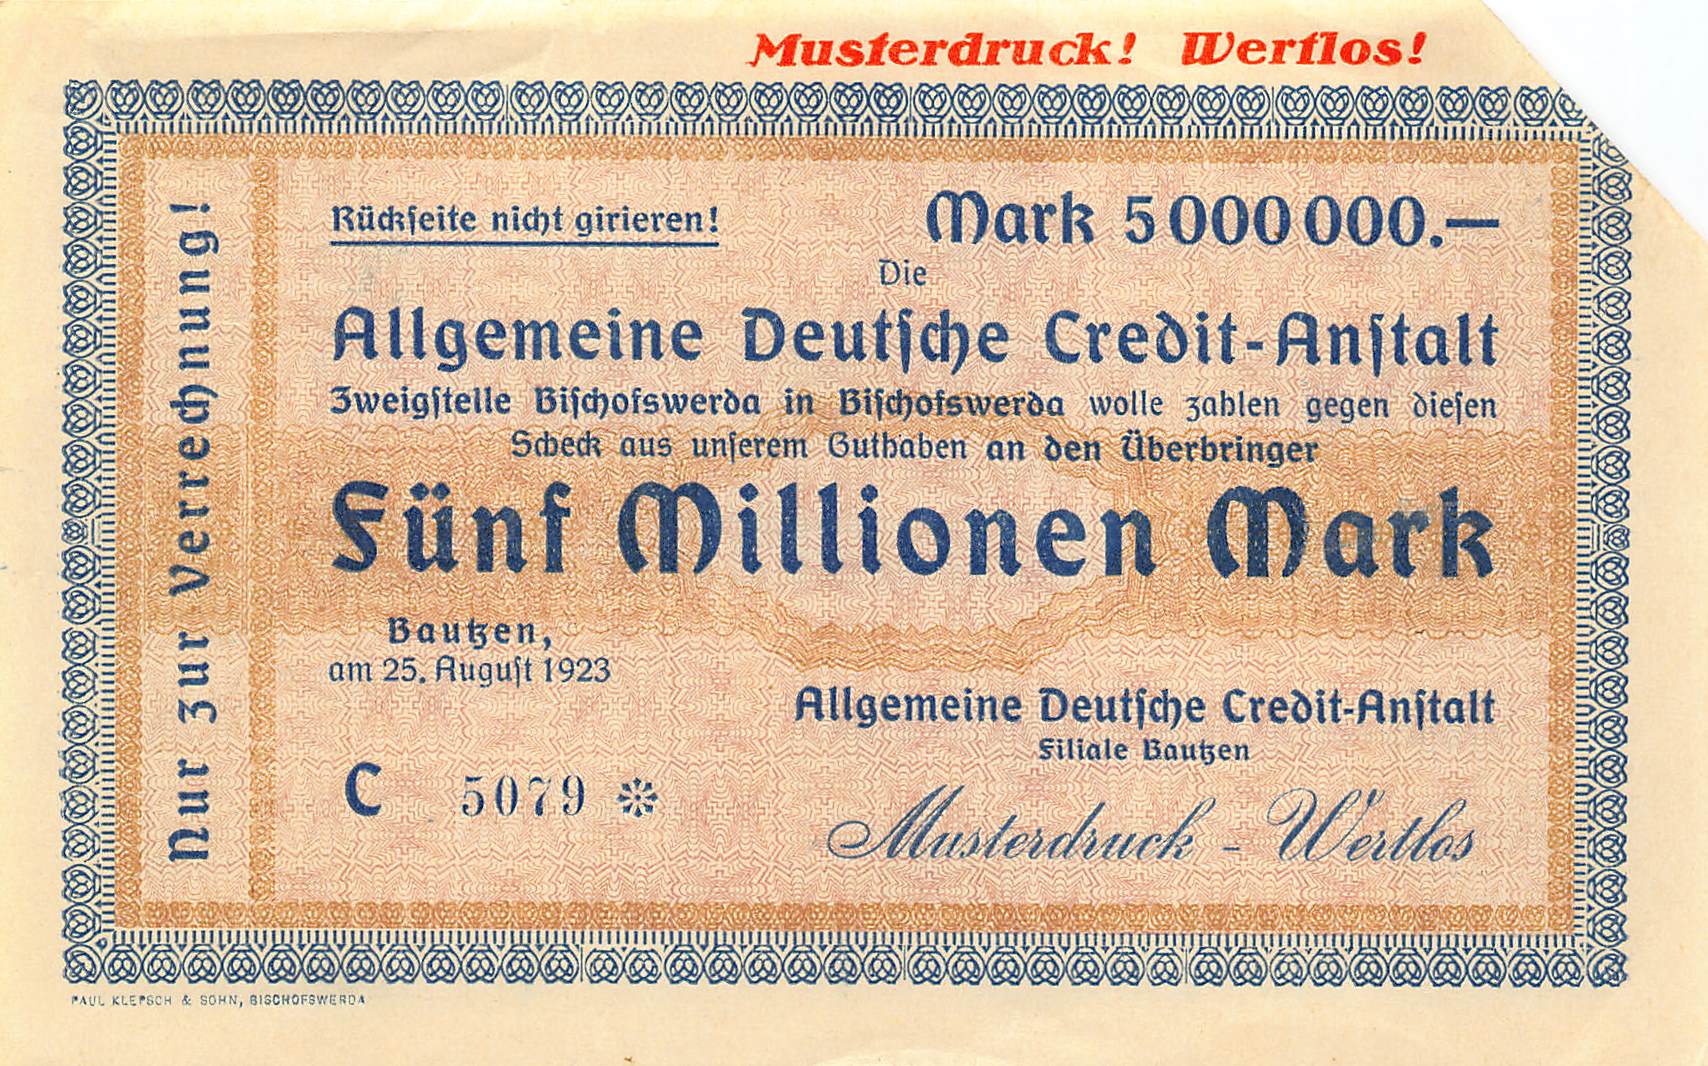 Musterdruck! Wertlos!
Nur zur Verrechnung!
Rückſeite nicht girieren!
Mark 5000000.—
Die
Allgemeine Deutſche Credit-Anſtalt
Zweigſtelle Biſchofswerda in Biſchofswerda wolle zahlen gegen dieſen
Scheck aus unſerem Guthaben an den Überbringer
Fünf Millionen Mark
Bautzen,
am 25. Auguſt 1923
Allgemeine Deutſche Credit-Anſtalt
Filiale Bautzen
C 5079 *
Musterdruck - Wertlos
PAUL KLEPSCH & SOHN, BISCHOFSWERDA